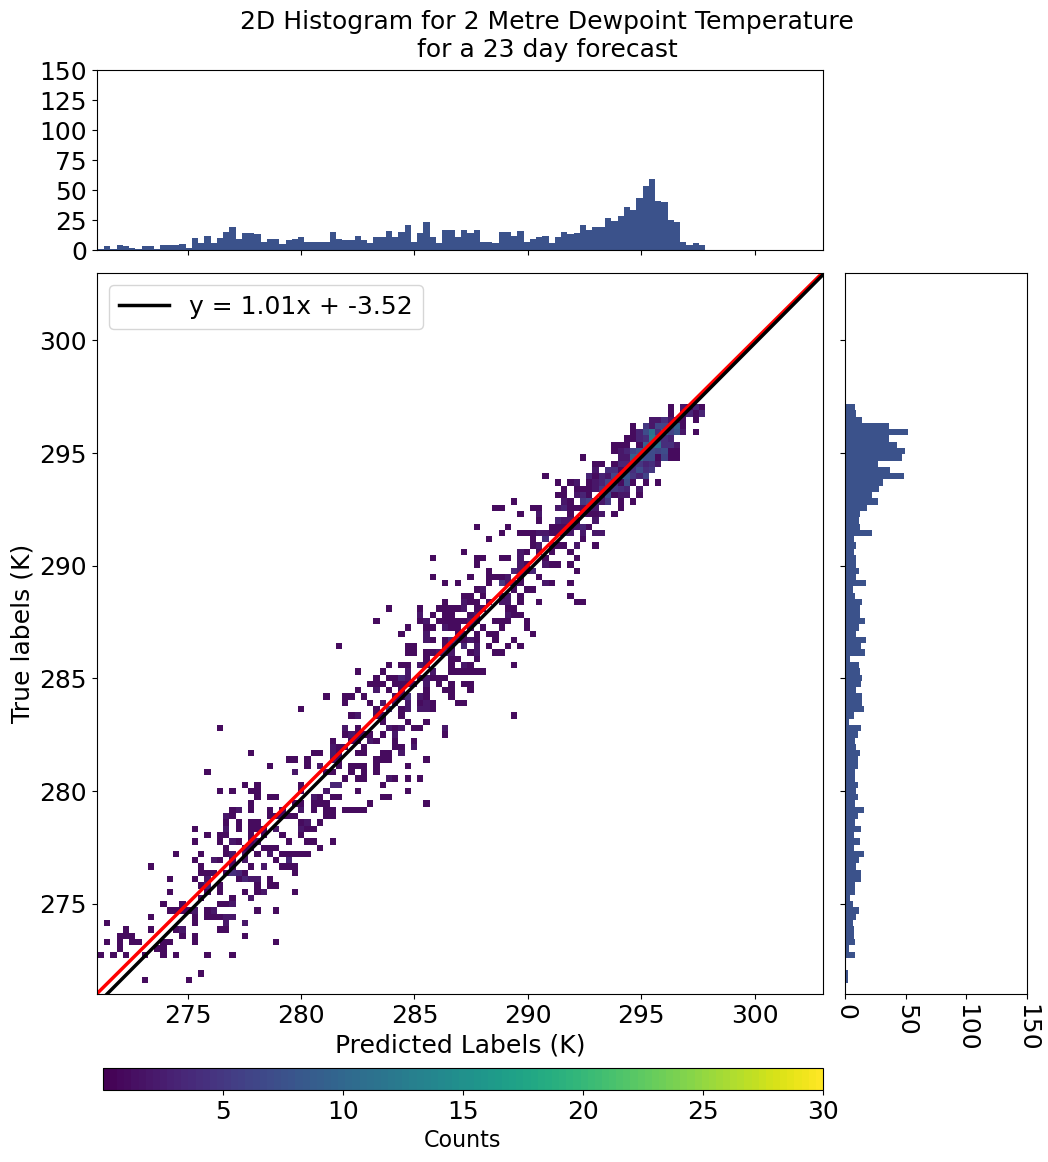 2D Histogram for 2 Metre Dewpoint Temperature
for a 23 day forecast
150
125
100
75
50
25
0
y = 1.01x + -3.52
300
295
290
285
280
275
True labels (K)
275 280 285 290 295 300
Predicted Labels (K)
0 50 100 150
5 10 15 20 25 30
Counts